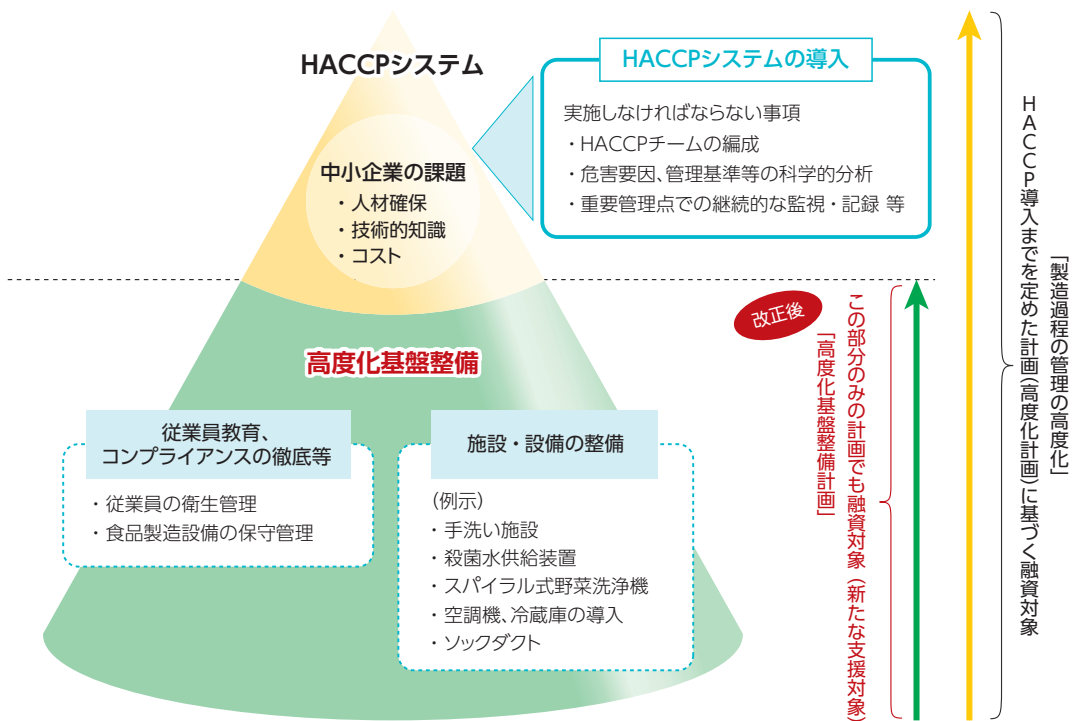 HACCPシステム
HACCPシステムの導入
実施しなければならない事項
・HACCPチームの編成
・危害要因、管理基準等の科学的分析
・重要管理点での継続的な監視・記録 等
中小企業の課題
・人材確保
・技術的知識
・コスト
高度化基盤整備
従業員教育、
コンプライアンスの徹底等
・従業員の衛生管理
・食品製造設備の保守管理
施設・設備の整備
(例示)
・手洗い施設
・殺菌水供給装置
・スパイラル式野菜洗浄機
・空調機、冷蔵庫の導入
・ソックダクト
改正後
この部分のみの計画でも融資対象(新たな支援対象)
「高度化基盤整備計画」
「製造過程の管理の高度化」
HACCP導入までを定めた計画(高度化計画)に基づく融資対象